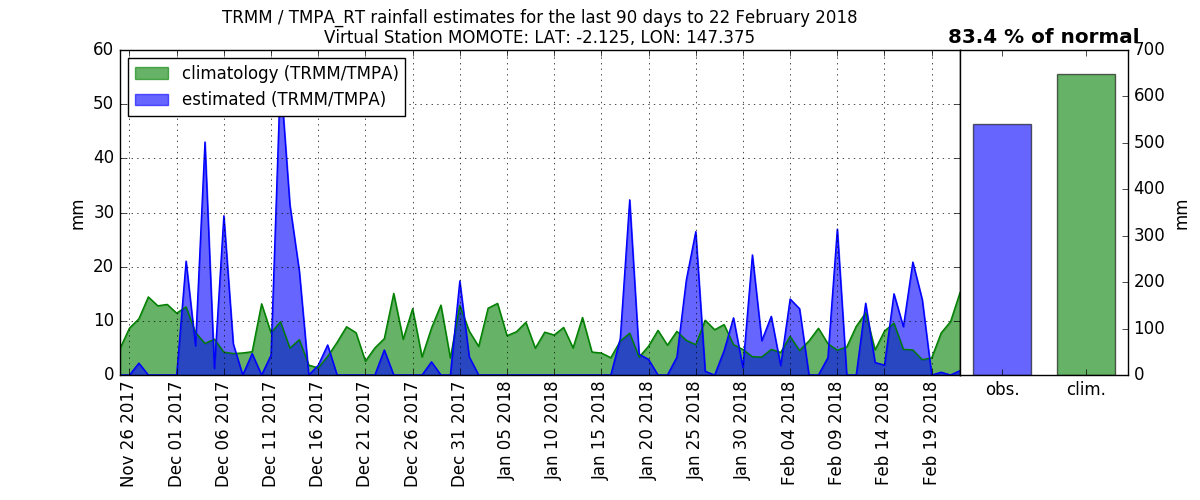 TRMM / TMPA_RT rainfall estimates for the last 90 days to 22 February 2018
Virtual Station MOMOTE: LAT: -2.125, LON: 147.375
83.4 % of normal
climatology (TRMM/TMPA)
estimated (TRMM/TMPA)
60
50
40
30
20
10
0
mm
Nov 26 2017
Dec 01 2017
Dec 06 2017
Dec 11 2017
Dec 16 2017
Dec 21 2017
Dec 26 2017
Dec 31 2017
Jan 05 2018
Jan 10 2018
Jan 15 2018
Jan 20 2018
Jan 25 2018
Jan 30 2018
Feb 04 2018
Feb 09 2018
Feb 14 2018
Feb 19 2018
obs.
clim.
700
600
500
400
300
200
100
0
mm